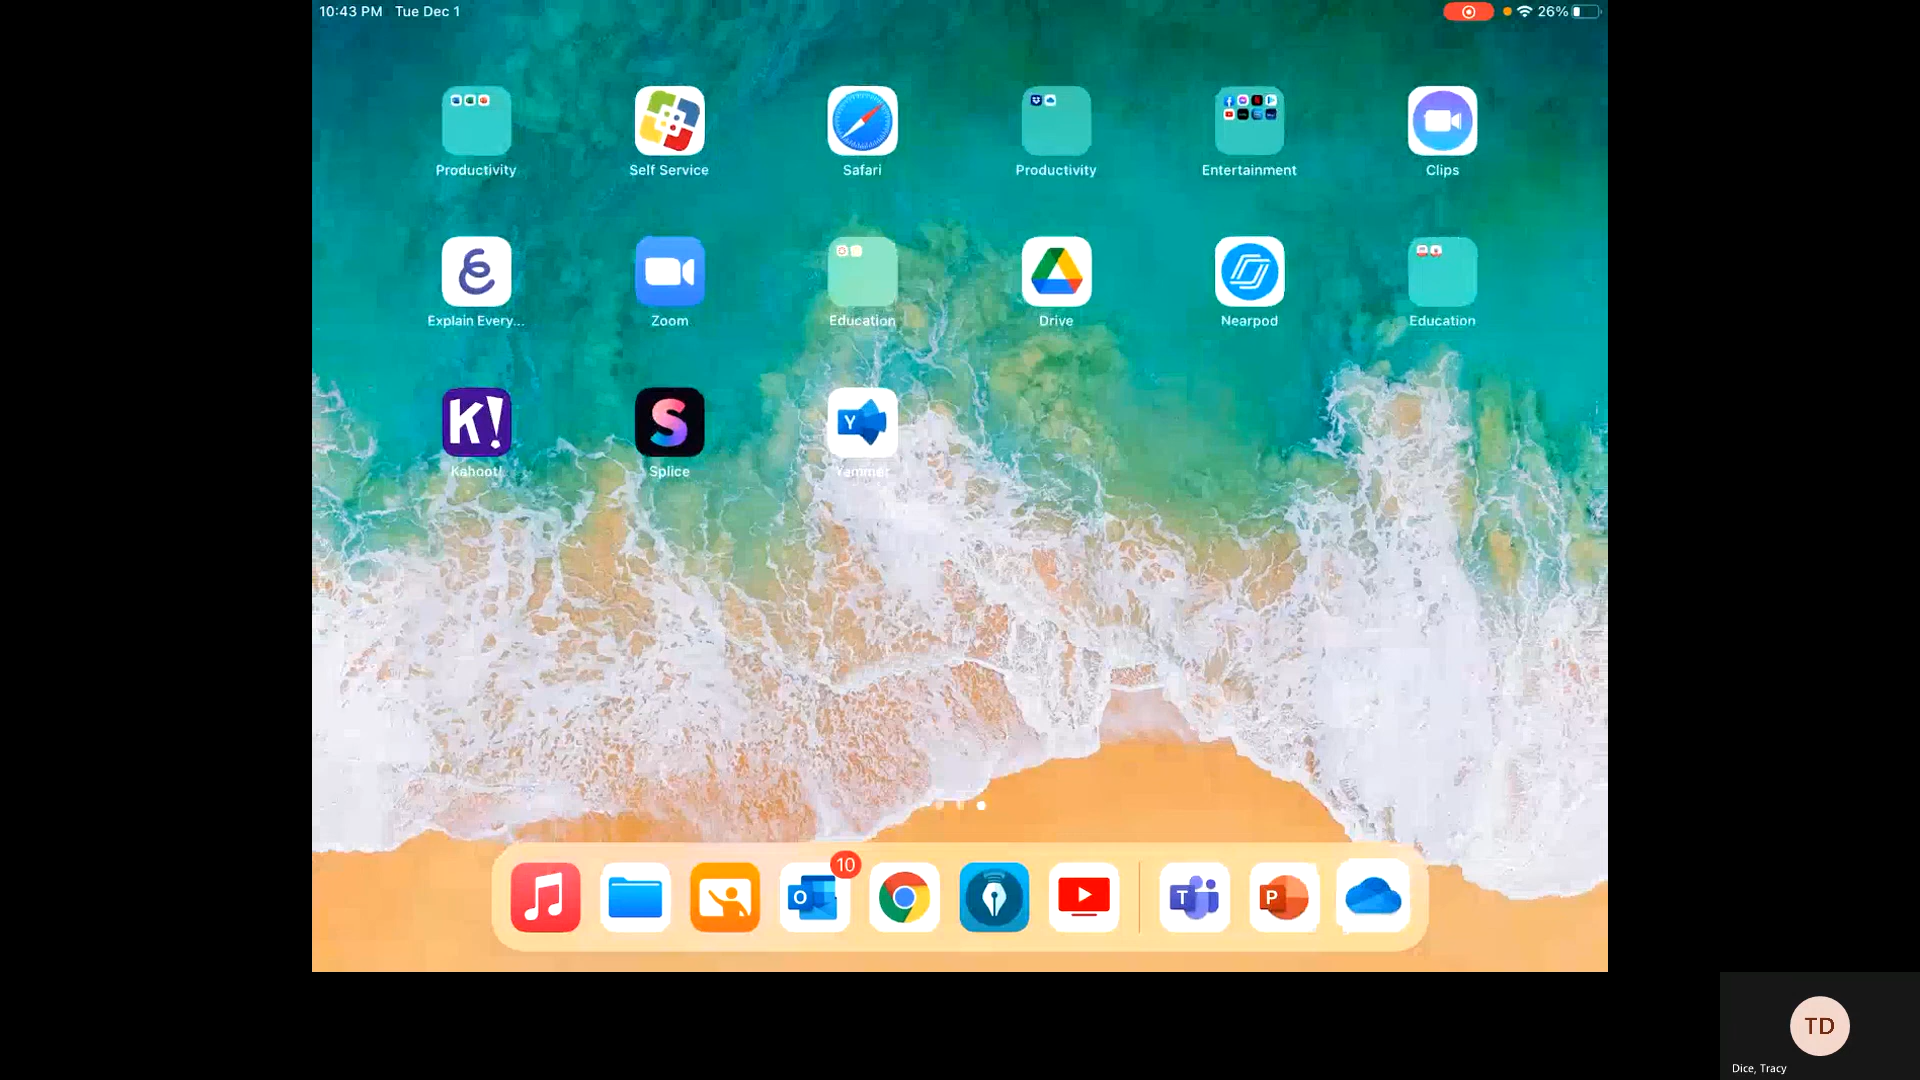 10:43 PM Tue Dec 1
26%
Productivity
Self Service
Safari
Productivity
Entertainment
Clips
Explain Every...
Zoom
Education
Drive
Nearpod
Education
K!
S
Y
Kahoot!
Splice
Yammer
10
O
T
P
TD
Dice, Tracy